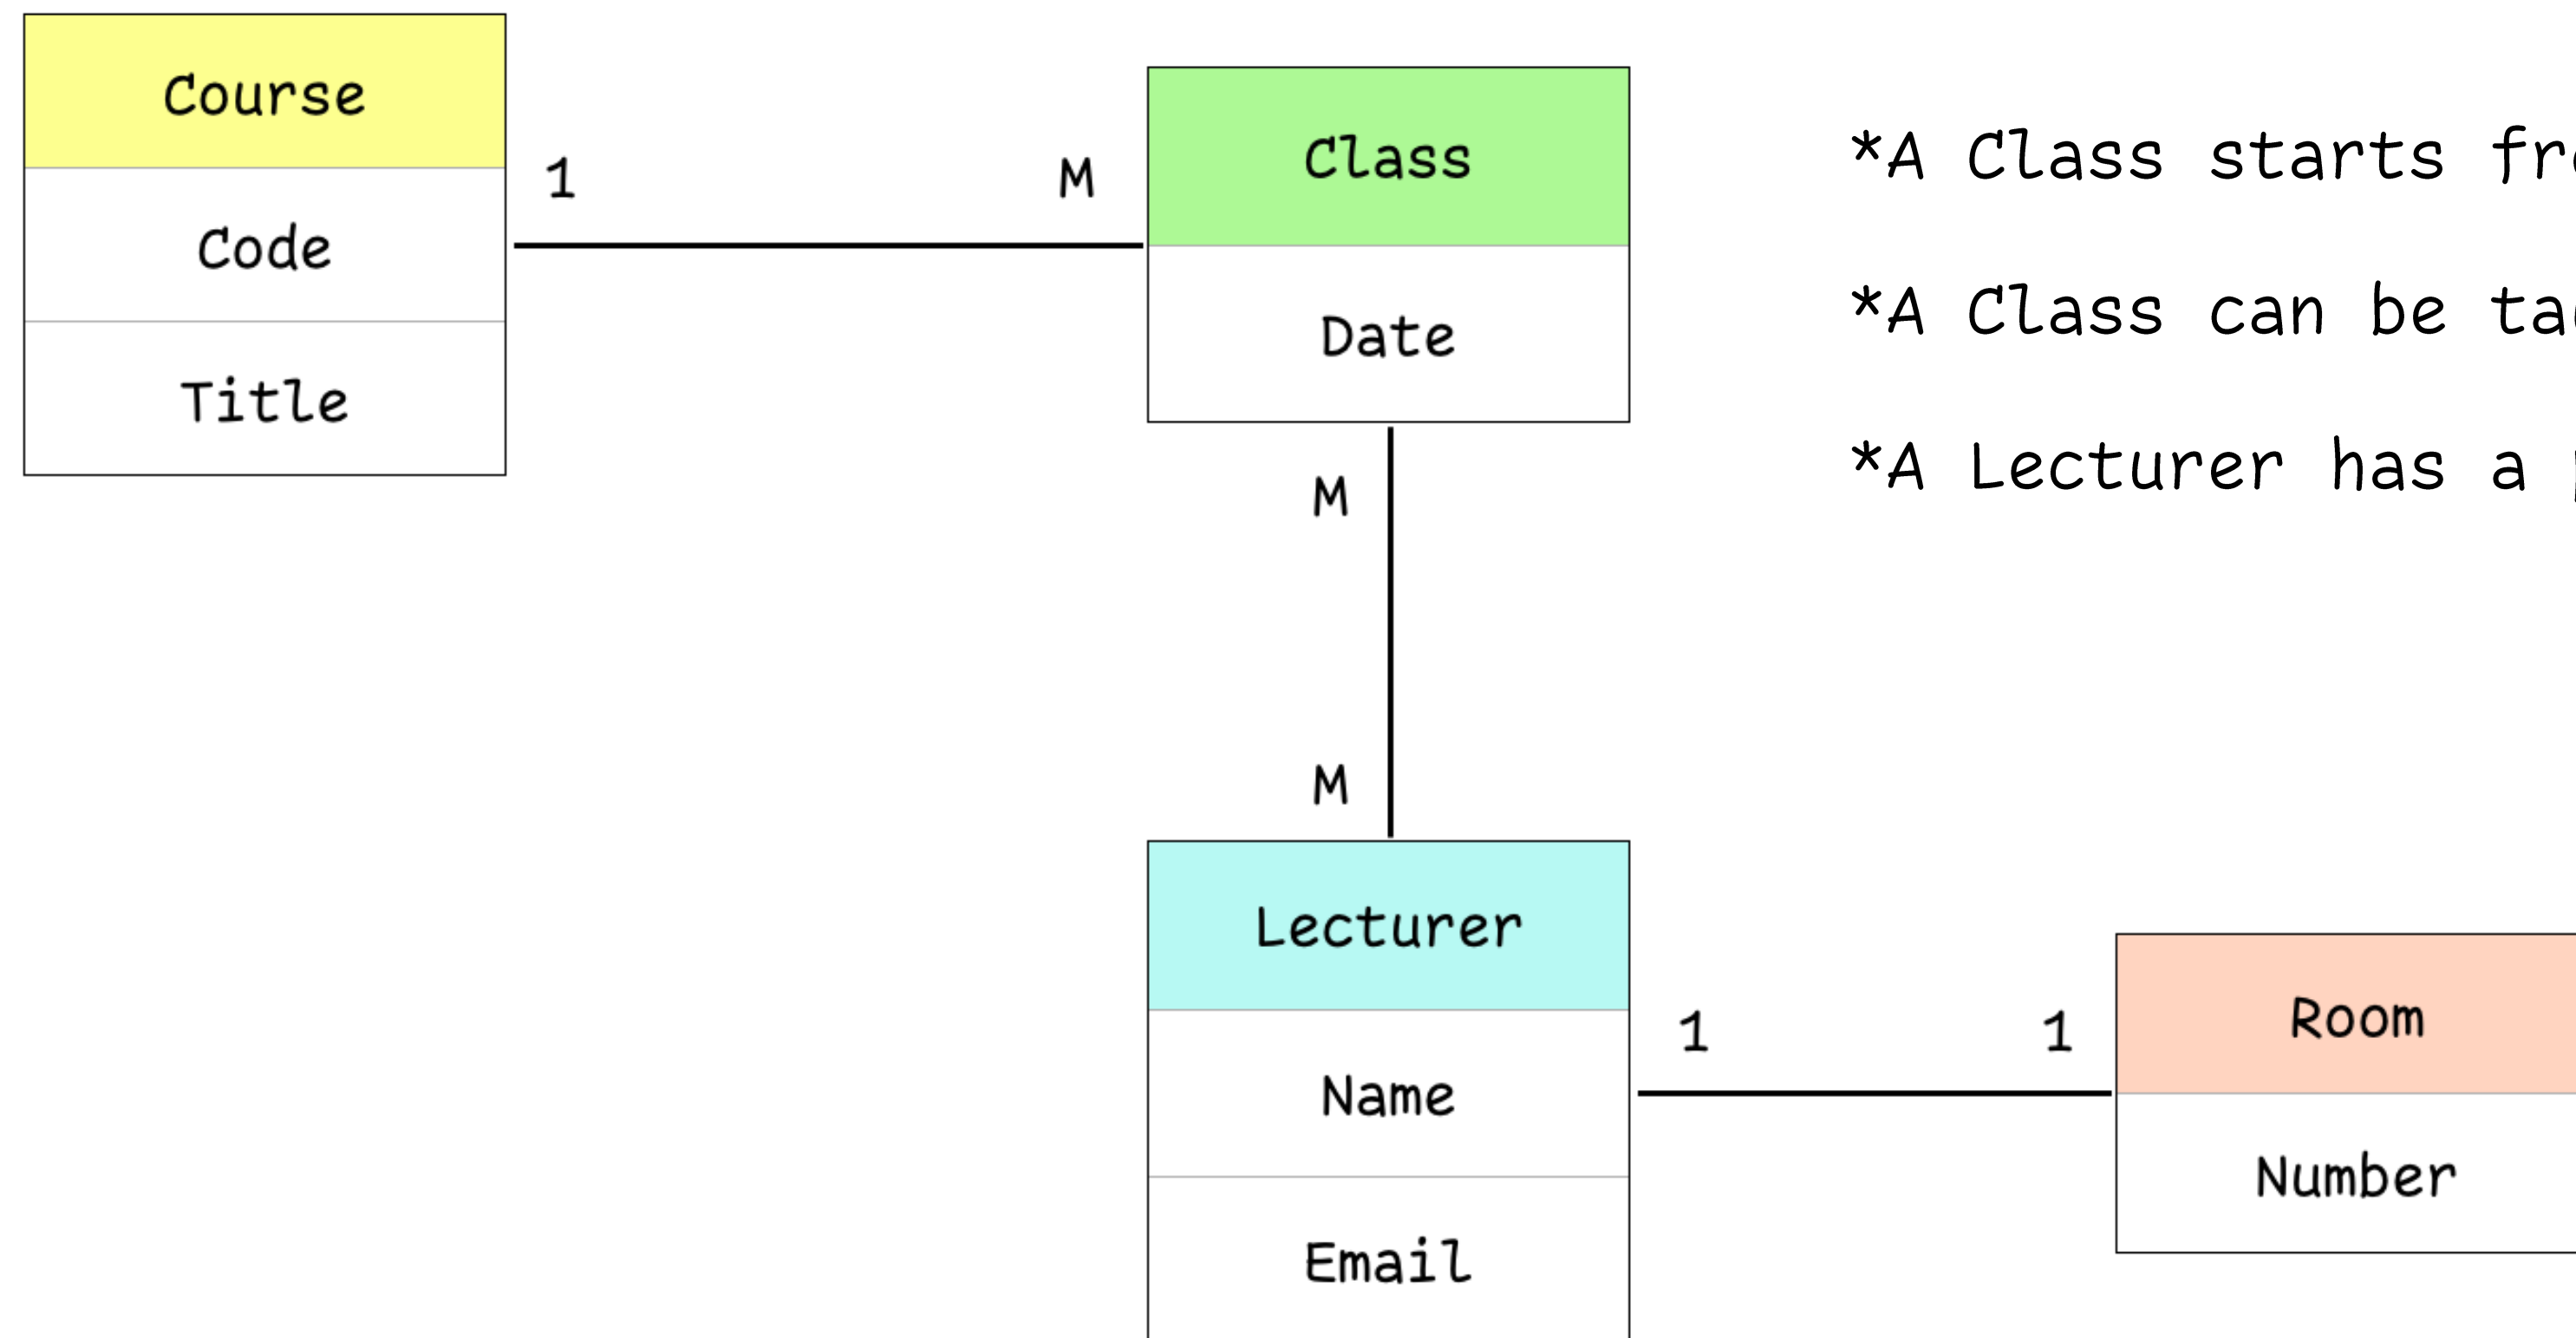 Course
Code
Title
1
M
Class
Date
*A Class starts
*A Class can be
*A Lecturer has a
M
M
Lecturer
Name
Email
1
1
Room
Number